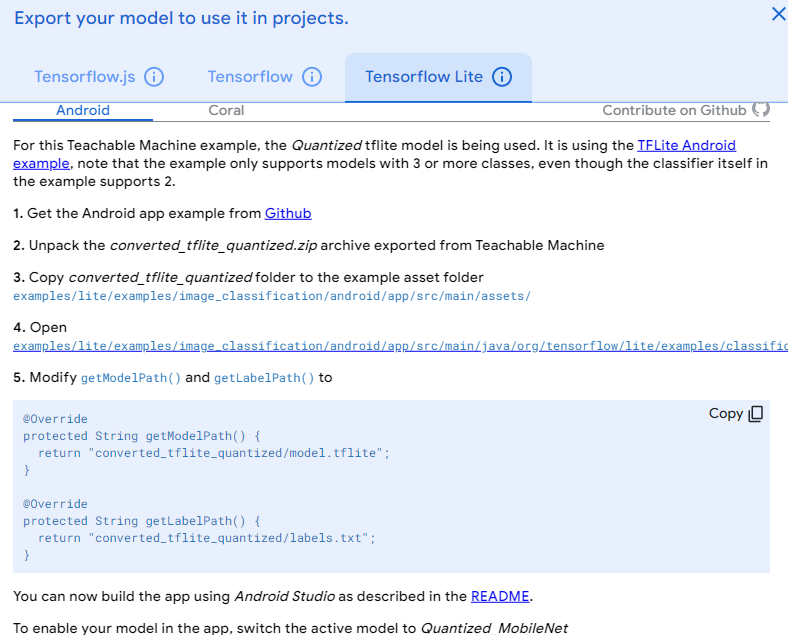 Export your model to use it in projects.
Tensorflow.js
Tensorflow
Tensorflow Lite
Android
Coral
Contribute on Github
For this Teachable Machine example, the Quantized tflite model is being used. It is using the TFLite Android
example, note that the example only supports models with 3 or more classes, even though the classifier itself in
the example supports 2.
1. Get the Android app example from Github
2. Unpack the converted_tflite_quantized.zip archive exported from Teachable Machine
3. Copy converted_tflite_quantized folder to the example asset folder
examples/lite/examples/image_classification/android/app/src/main/assets/
4. Open
examples/lite/examples/image_classification/android/app/src/main/java/org/tensorflow/lite/examples/classific
5. Modify getModelPath() and getLabelPath() to
Copy
@Override
protected String getModelPath() {
  return "converted_tflite_quantized/model.tflite";
}
@Override
protected String getLabelPath() {
  return "converted_tflite_quantized/labels.txt";
}
You can now build the app using Android Studio as described in the README.
To enable your model in the app, switch the active model to Quantized_MobileNet